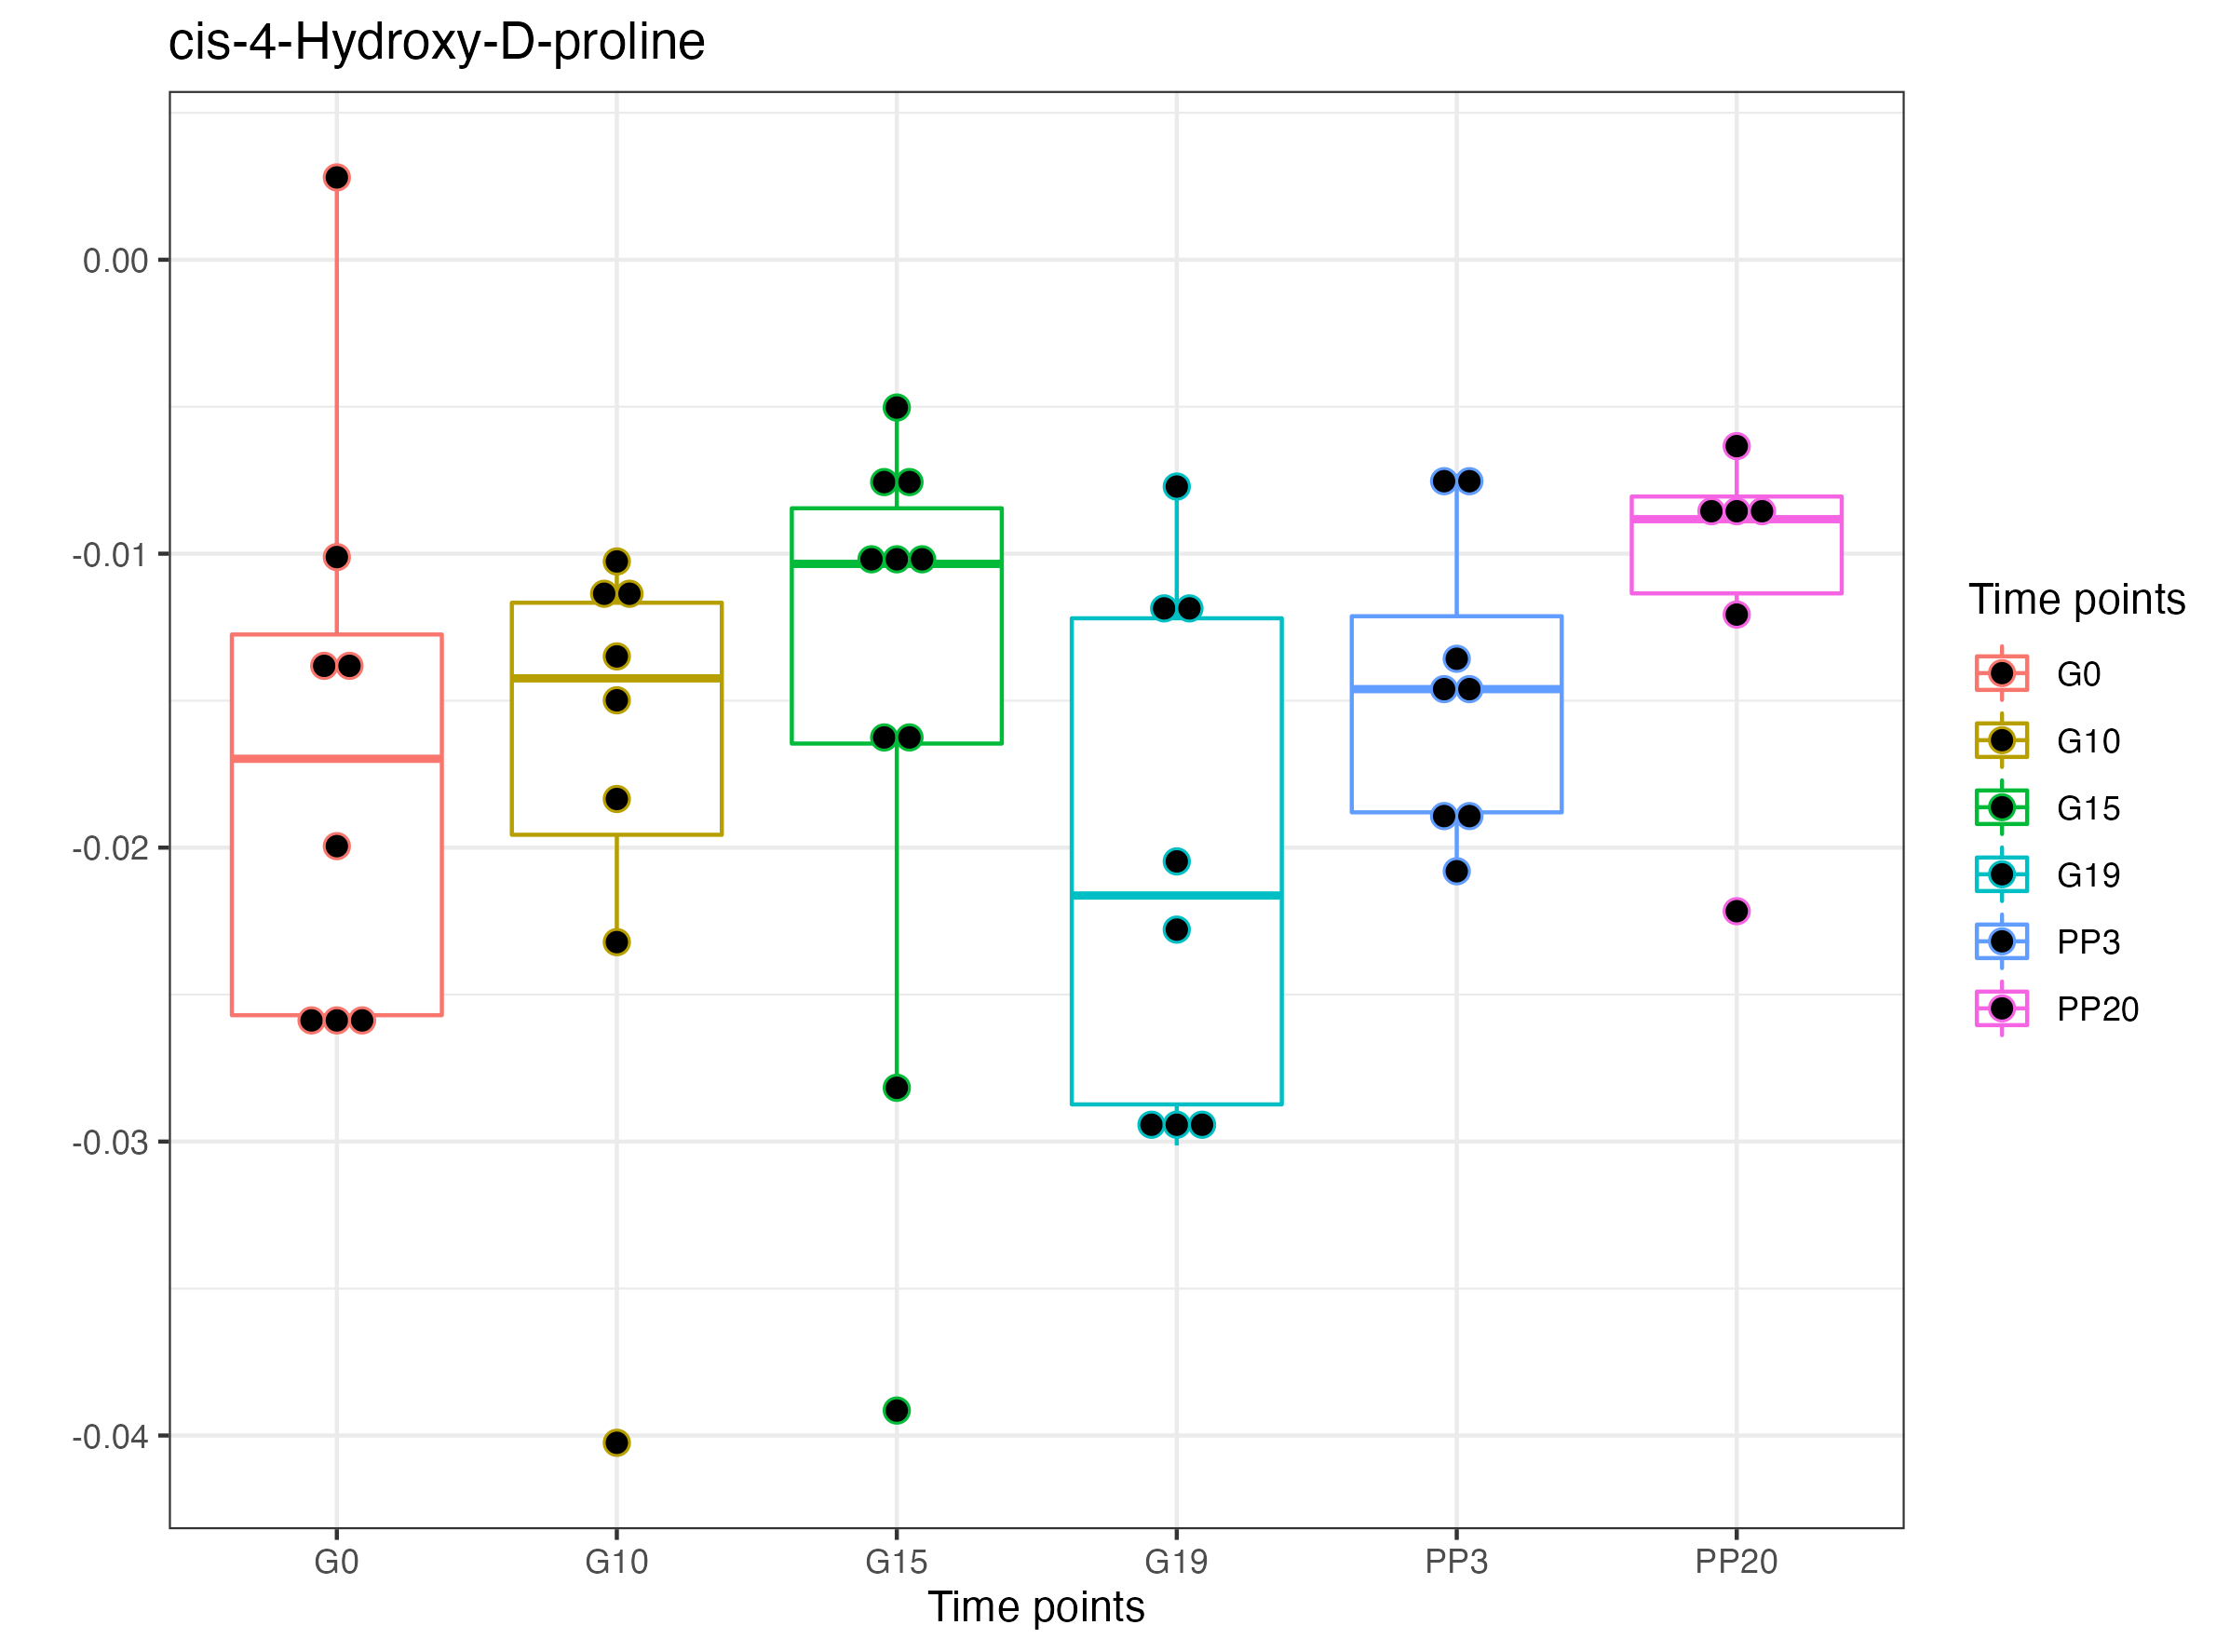 cis-4-Hydroxy-D-proline
0.00
-0.01
-0.02
-0.03
-0.04
G0 G10 G15 G19 PP3 PP20
Time points
Time points
G0
G10
G15
G19
PP3
PP20